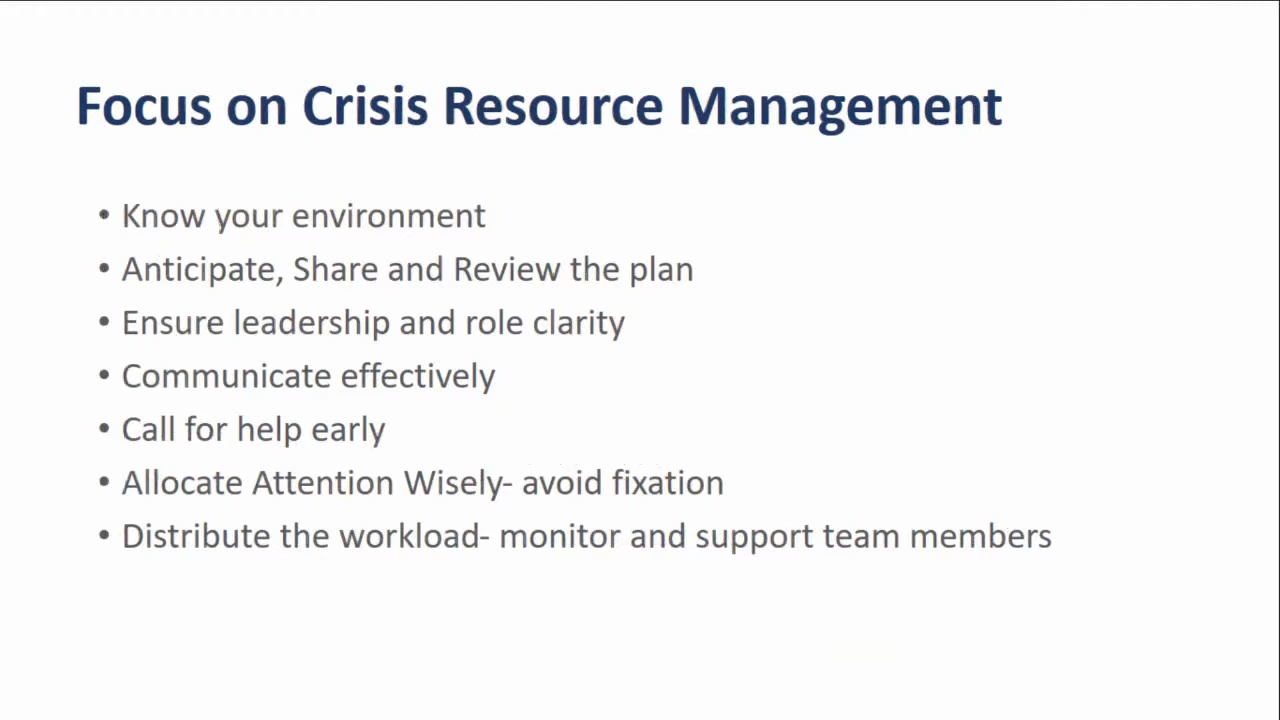 Focus on Crisis Resource Management
• Know your environment
• Anticipate, Share and Review the plan
• Ensure leadership and role clarity
• Communicate effectively
• Call for help early
• Allocate Attention Wisely- avoid fixation
• Distribute the workload- monitor and support team members